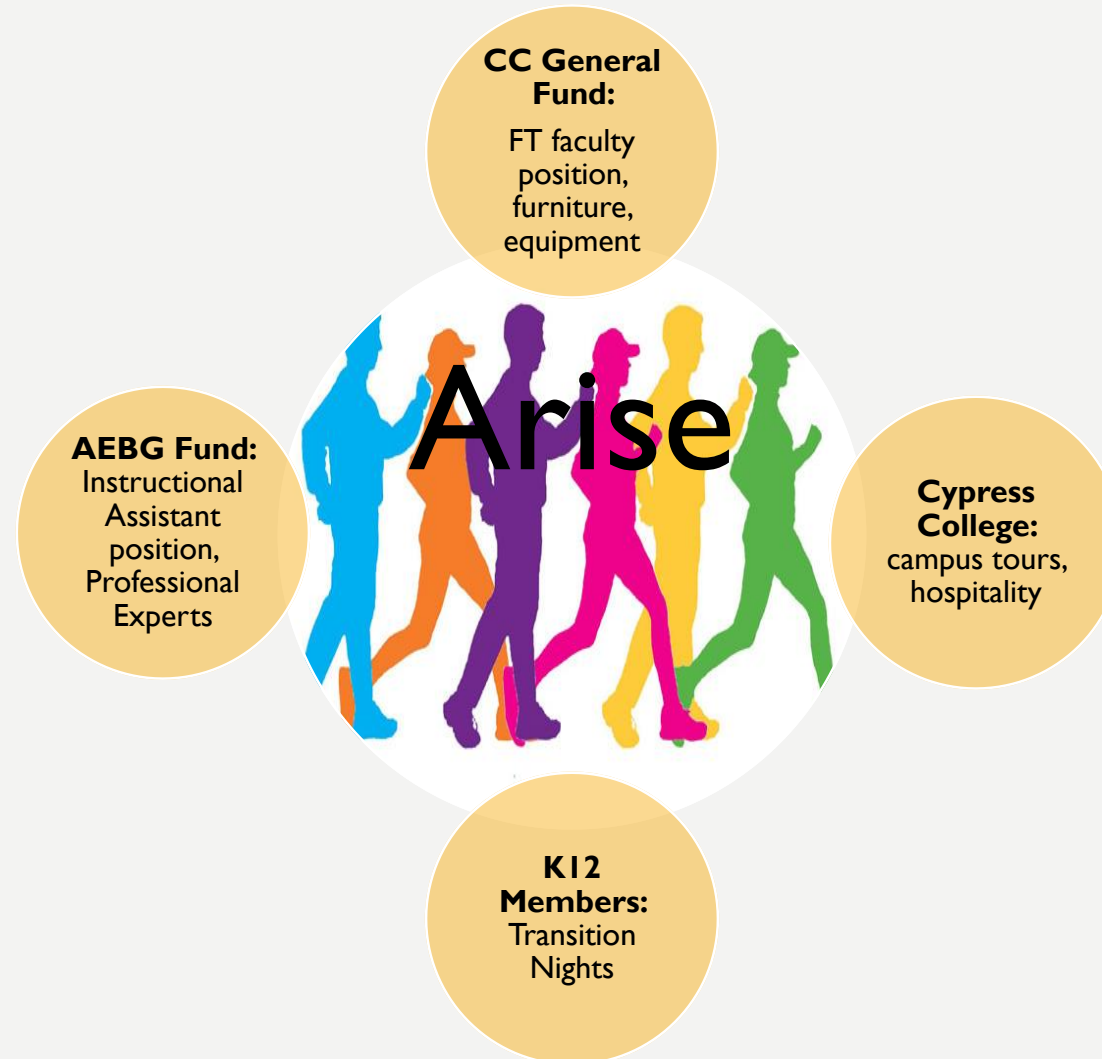 CC General
Fund:
FT faculty
position,
furniture,
equipment
Arise
AEBG Fund:
Instructional
Assistant
position,
Professional
Experts
Cypress
College:
campus tours,
hospitality
K12
Members:
Transition
Nights